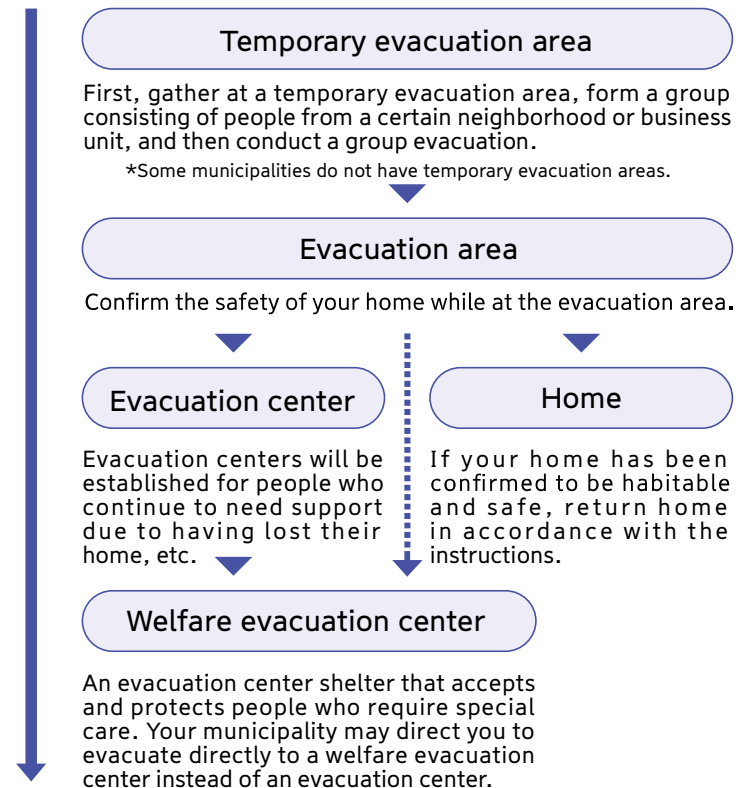 Temporary evacuation area
First, gather at a temporary evacuation area, form a group
consisting of people from a certain neighborhood or business
unit, and then conduct a group evacuation.
*Some municipalities do not have temporary evacuation areas.
Evacuation area
Confirm the safety of your home while at the evacuation area.
Evacuation center
Evacuation centers will be
established for people who
continue to need support
due to having lost their
home, etc.
Home
If your home has been
confirmed to be habitable
and safe, return home
in accordance with the
instructions.
Welfare evacuation center
An evacuation center shelter that accepts
and protects people who require special
care. Your municipality may direct you to
evacuate directly to a welfare evacuation
center instead of an evacuation center.